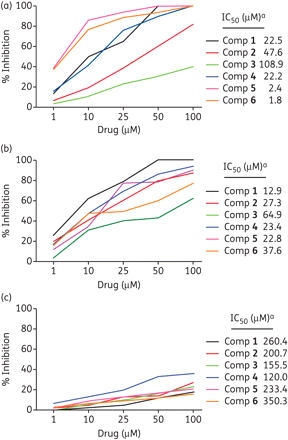 (a)
IC50 (μM)a
100
80
60
40
20
0
% Inhibition
1 10 25 50 100
Drug (μM)
Comp 1 22.5
Comp 2 47.6
Comp 3 108.9
Comp 4 22.2
Comp 5 2.4
Comp 6 1.8
(b)
IC50 (μM)a
100
80
60
40
20
0
% Inhibition
1 10 25 50 100
Drug (μM)
Comp 1 12.9
Comp 2 27.3
Comp 3 64.9
Comp 4 23.4
Comp 5 22.8
Comp 6 37.6
(c)
IC50 (μM)a
100
80
60
40
20
0
% Inhibition
1 10 25 50 100
Drug (μM)
Comp 1 260.4
Comp 2 200.7
Comp 3 155.5
Comp 4 120.0
Comp 5 233.4
Comp 6 350.3